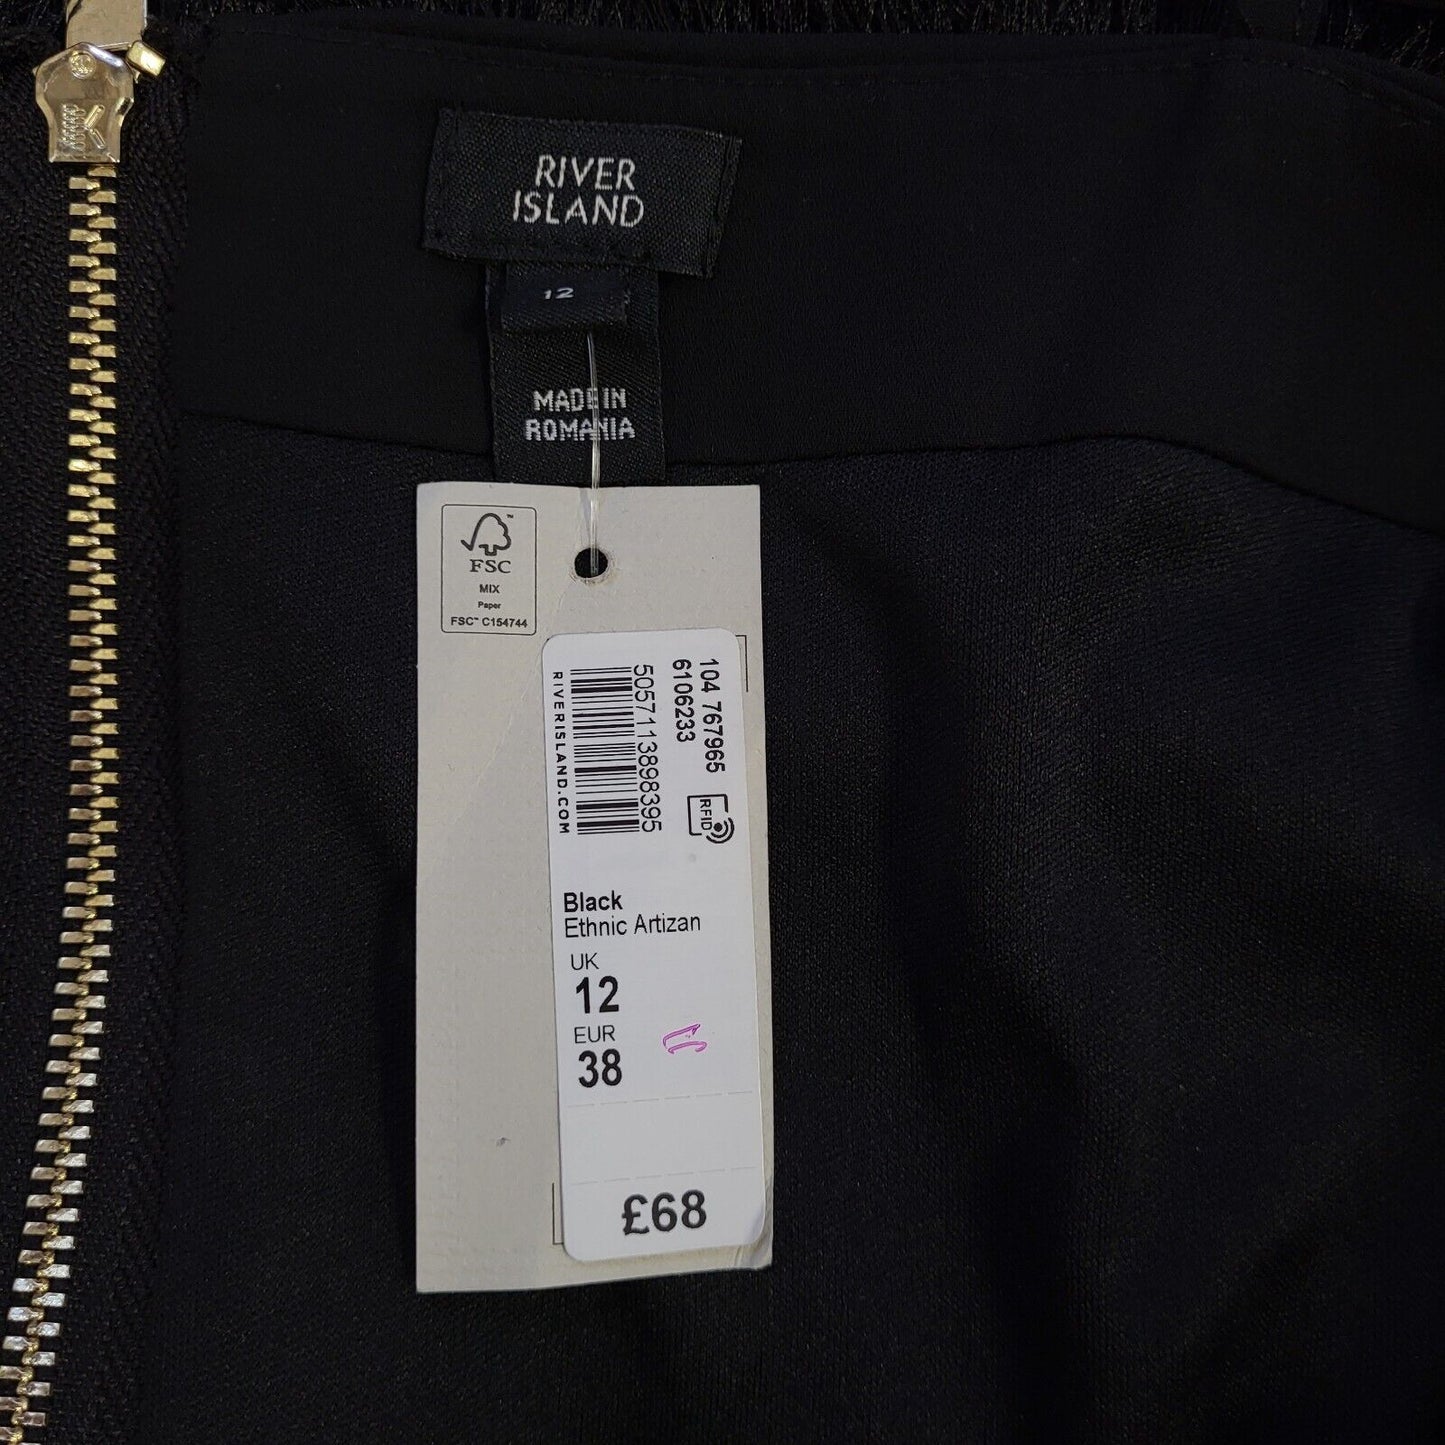 RIVER
ISLAND
12
MADE IN
ROMANIA
FSC
MIX
Paper
FSC™ C154744
104 767965
6106233
5057113898395
RIVERISLAND.COM
RFID
Black
Ethnic Artizan
UK
12
EUR
38
£68